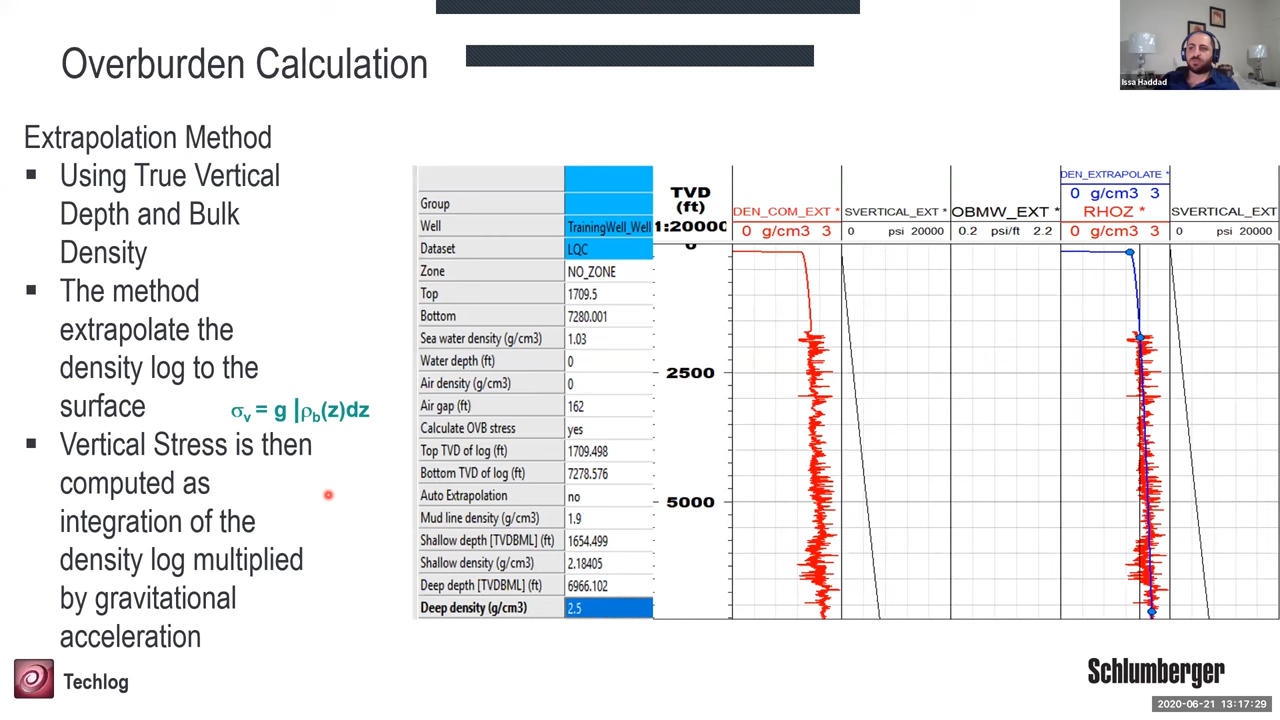 Overburden Calculation
Issa Haddad
Extrapolation Method
▪ Using True Vertical
Depth and Bulk
Density
▪ The method
extrapolate the
density log to the
surface
σv = g ∣ρb(z)dz
▪ Vertical Stress is then
computed as
integration of the
density log multiplied
by gravitational
acceleration
Group
Well TrainingWell_Well
Dataset LQC
Zone NO_ZONE
Top 1709.5
Bottom 7280.001
Sea water density (g/cm3) 1.03
Water depth (ft) 0
Air density (g/cm3) 0
Air gap (ft) 162
Calculate OVB stress yes
Top TVD of log (ft) 1709.498
Bottom TVD of log (ft) 7278.576
Auto Extrapolation no
Mud line density (g/cm3) 1.9
Shallow depth [TVDBML] (ft) 1654.499
Shallow density (g/cm3) 2.18405
Deep depth [TVDBML] (ft) 6966.102
Deep density (g/cm3) 2.5
TVD
(ft)
1:20000
0
2500
5000
DEN_COM_EXT *
0 g/cm3 3
SVERTICAL_EXT *
0 psi 20000
OBMW_EXT *
0.2 psi/ft 2.2
DEN_EXTRAPOLATE *
0 g/cm3 3
RHOZ *
0 g/cm3 3
SVERTICAL_EXT
0 psi 20000
Techlog
Schlumberger
2020-06-21 13:17:29